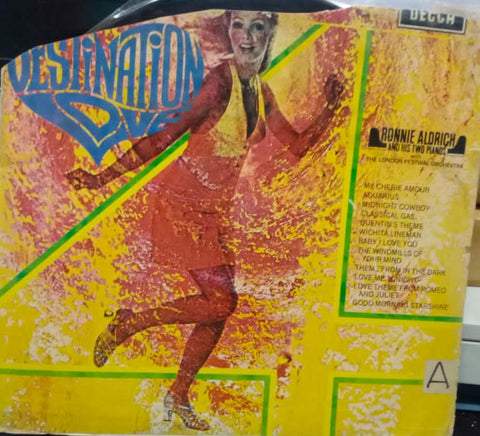 DECCA
DESTINATION
LOVE
RONNIE ALDRICH
AND HIS TWO PIANOS
WITH
THE LONDON FESTIVAL ORCHESTRA
MY CHERIE AMOUR
AQUARIUS
MIDNIGHT COWBOY
CLASSICAL GAS
QUENTIN'S THEME
WICHITA LINEMAN
BABY I LOVE YOU
THE WINDMILLS OF
YOUR MIND
THEME FROM IN THE DARK
LOVE ME TONIGHT
LOVE THEME FROM ROMEO
AND JULIET
GOOD MORNING STARSHINE
A